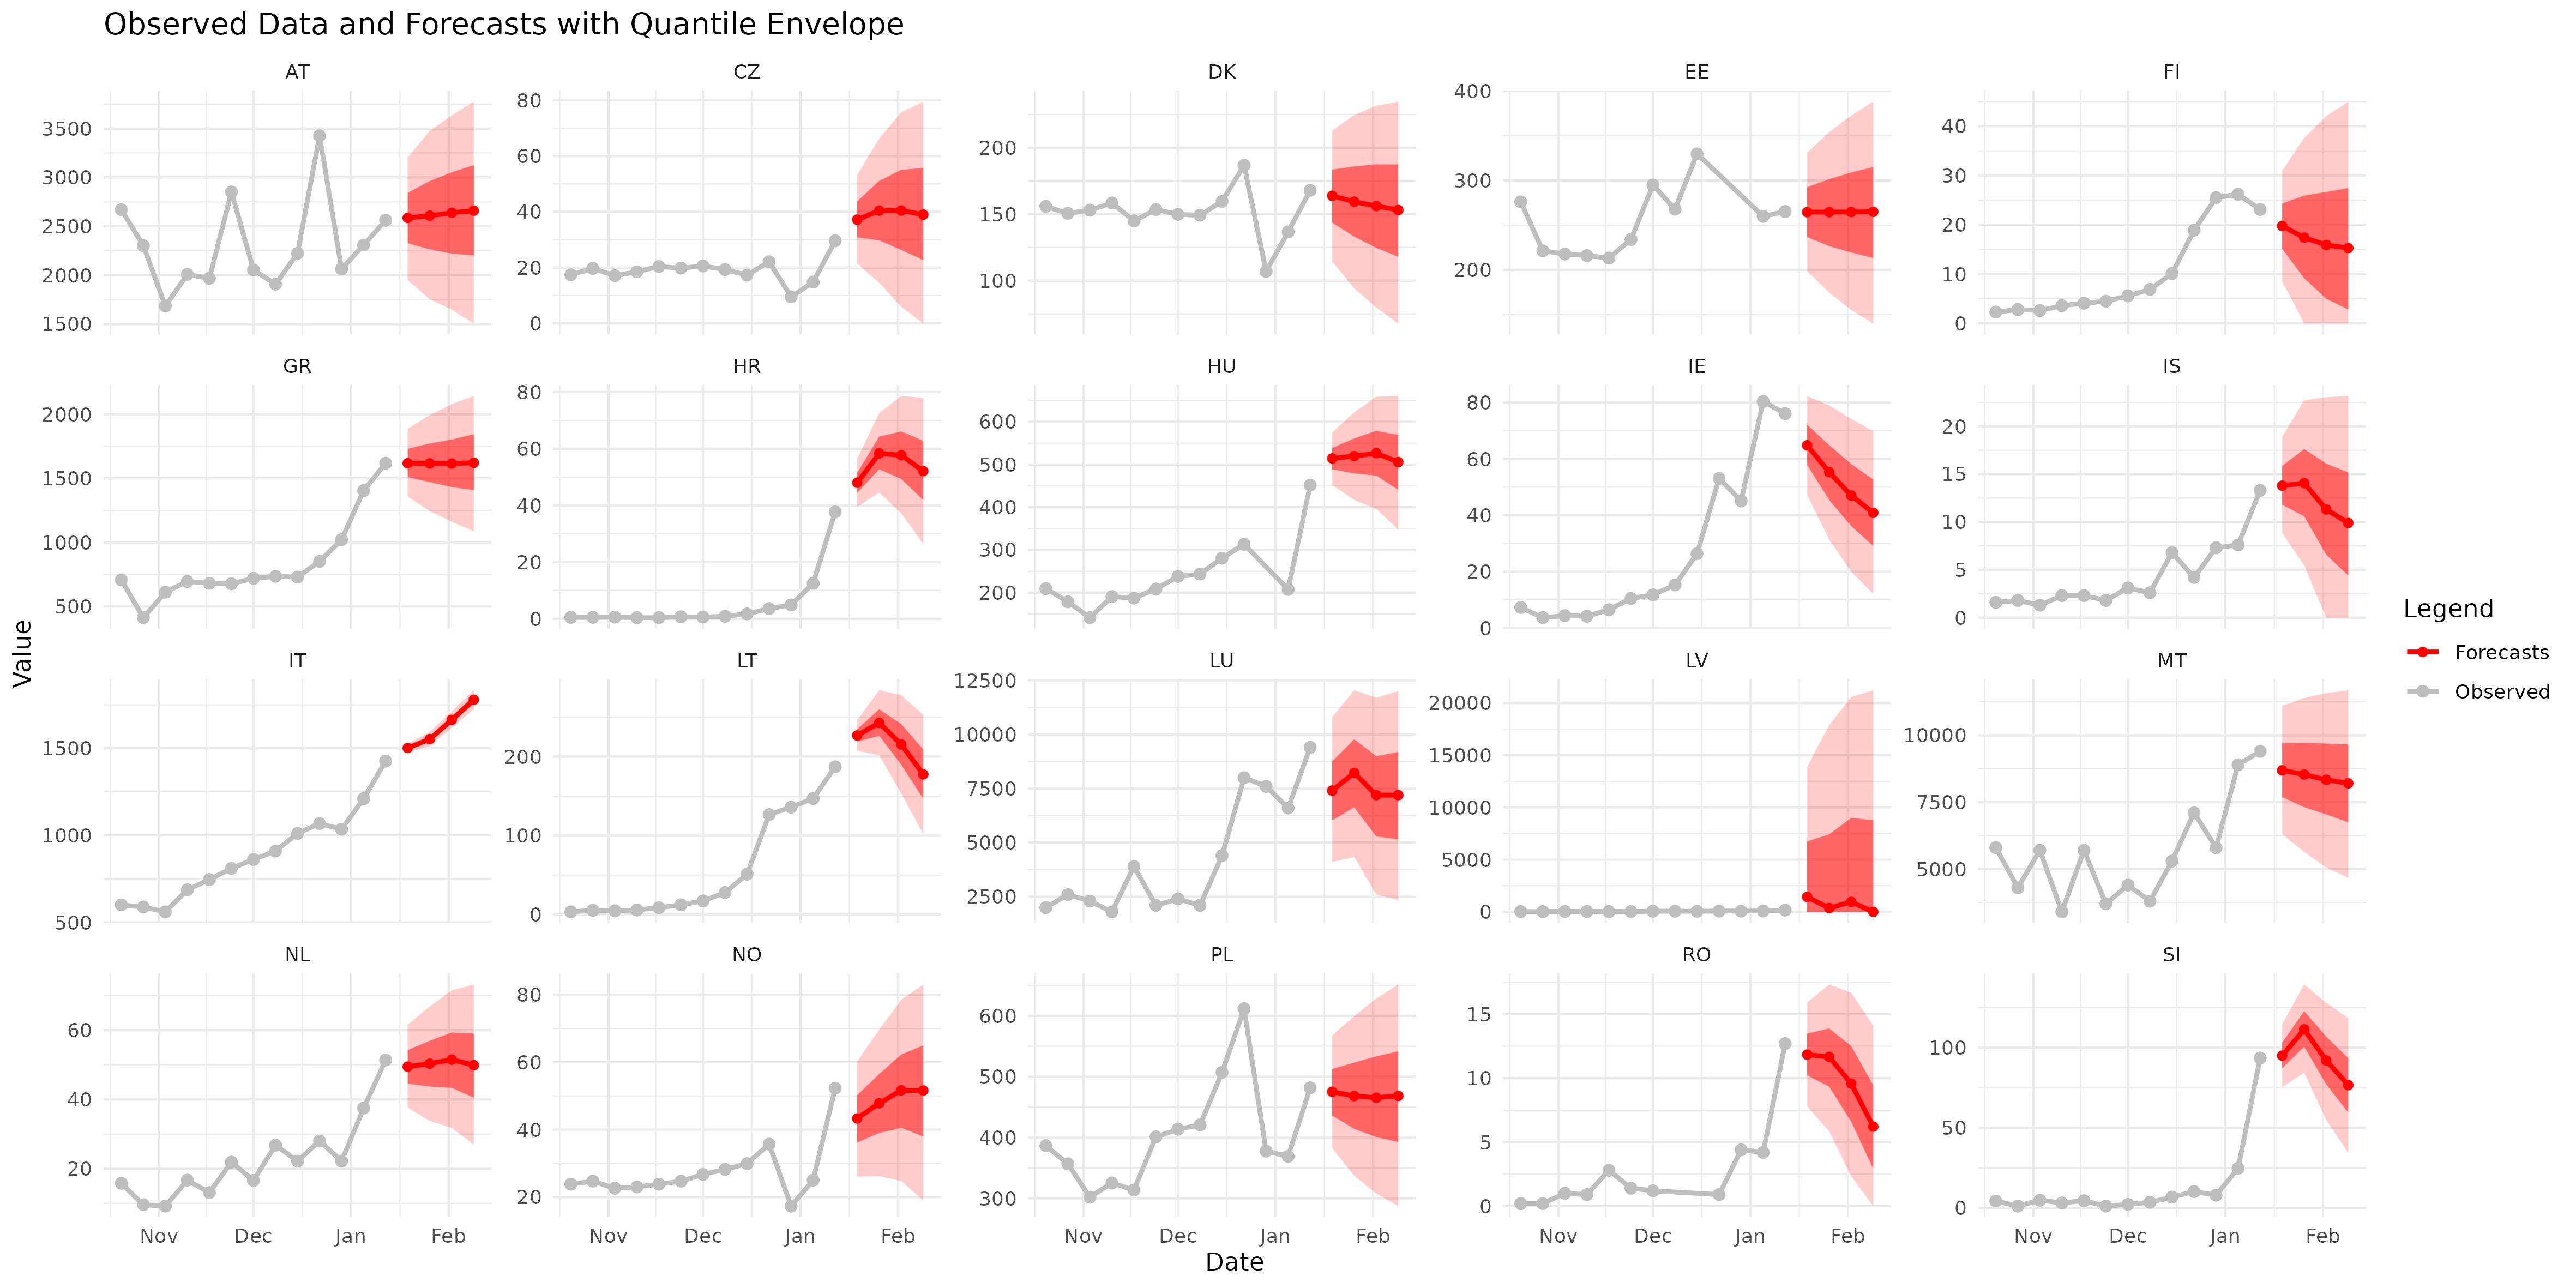 Observed Data and Forecasts with Quantile Envelope
AT CZ DK EE FI
3500 3000 2500 2000 1500
80 60 40 20 0
200 150 100
400 300 200
40 30 20 10 0
GR HR HU IE IS
2000 1500 1000 500
80 60 40 20 0
600 500 400 300 200
80 60 40 20 0
20 15 10 5 0
Value
Legend
Forecasts
Observed
IT LT LU LV MT
1500 1000 500
200 100 0
12500 10000 7500 5000 2500
20000 15000 10000 5000 0
10000 7500 5000
NL NO PL RO SI
60 40 20
80 60 40 20
600 500 400 300
15 10 5 0
100 50 0
Nov Dec Jan Feb Nov Dec Jan Feb Nov Dec Jan Feb Nov Dec Jan Feb Nov Dec Jan Feb
Date